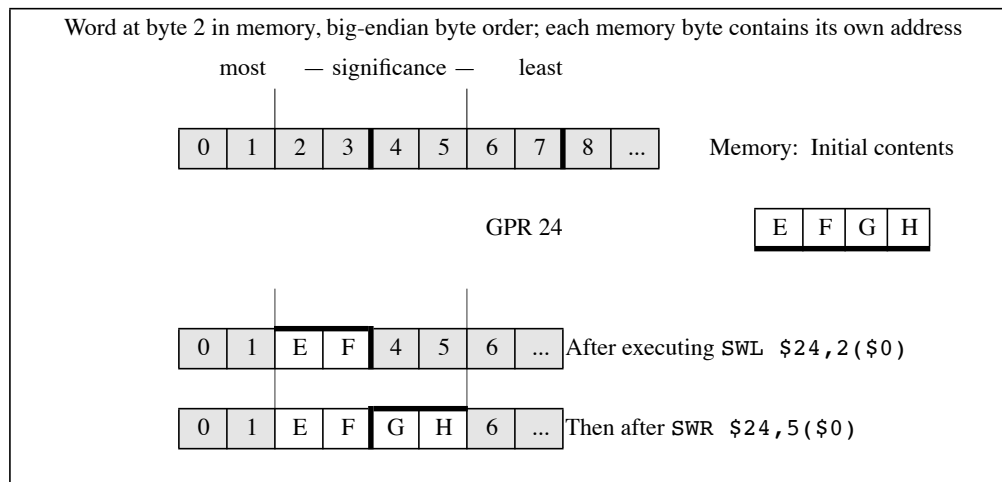 Word at byte 2 in memory, big-endian byte order; each memory byte contains its own address
most — significance — least
0 1 2 3 4 5 6 7 8 ... Memory: Initial contents
GPR 24 E F G H
0 1 E F 4 5 6 ... After executing SWL $24,2($0)
0 1 E F G H 6 ... Then after SWR $24,5($0)